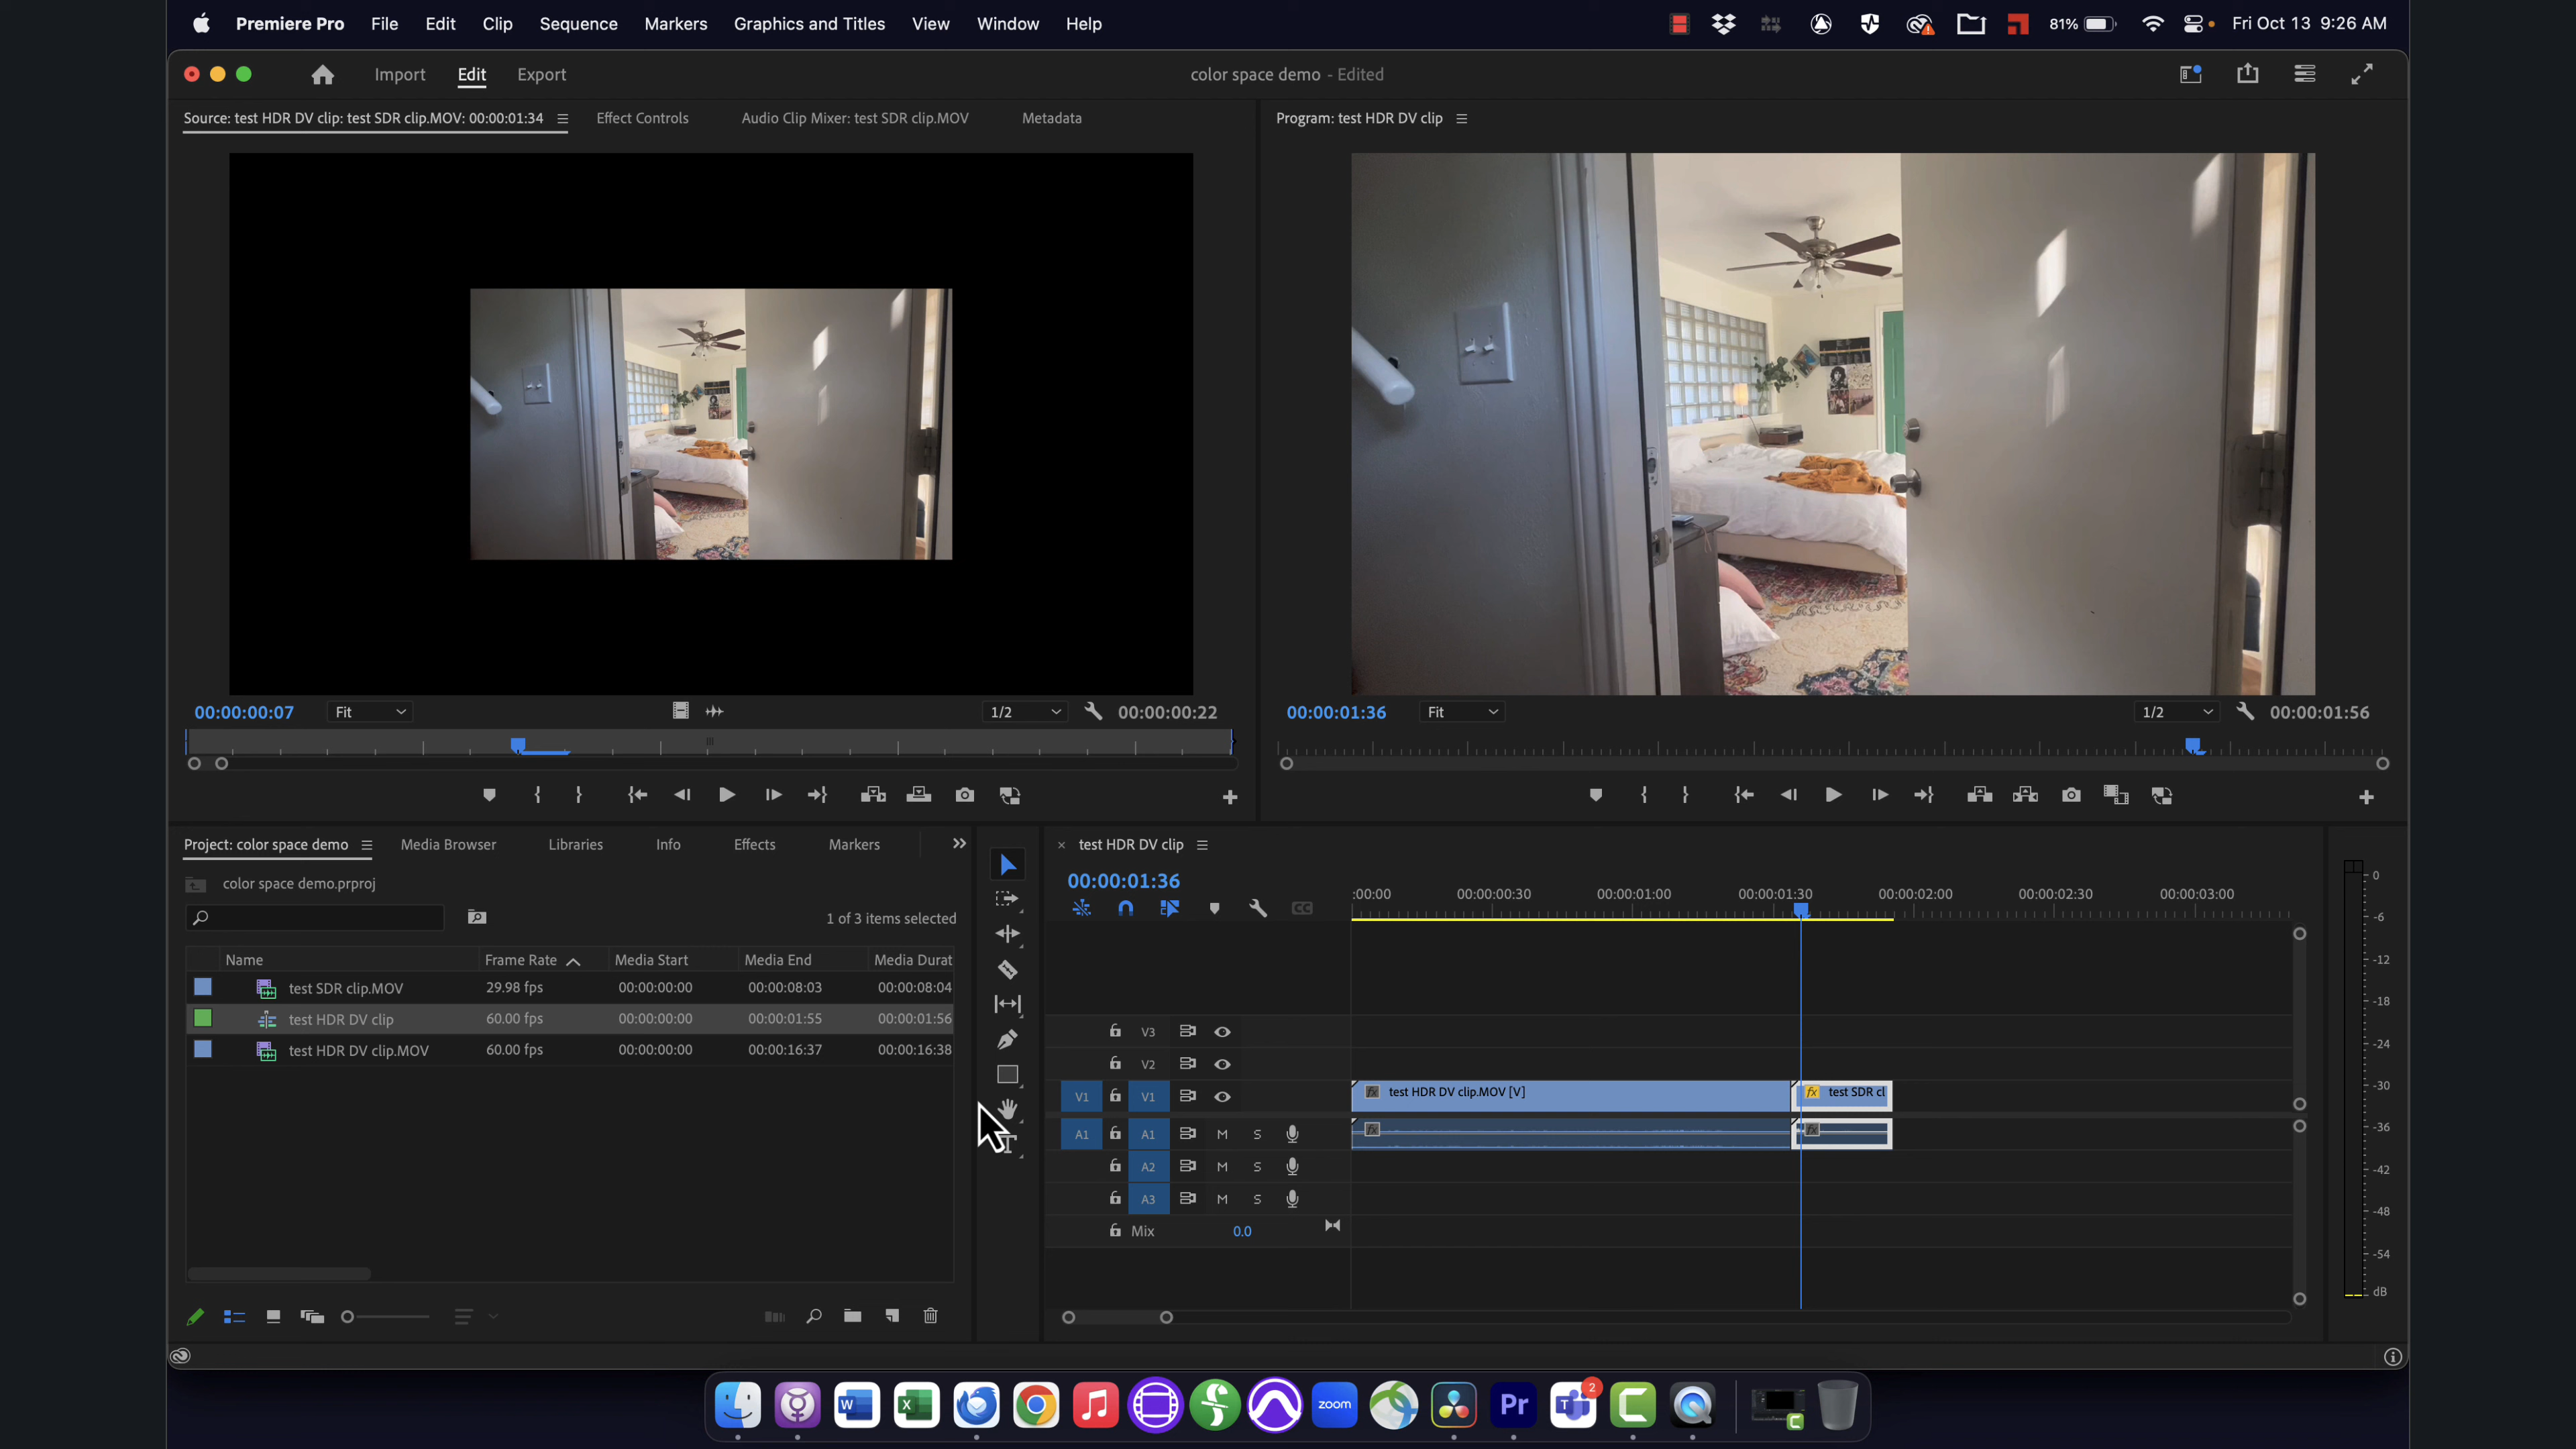 Premiere Pro File Edit Clip Sequence Markers Graphics and Titles View Window Help 81% Fri Oct 13 9:26 AM
Import Edit Export color space demo - Edited
Source: test HDR DV clip: test SDR clip.MOV: 00:00:01:34 Effect Controls Audio Clip Mixer: test SDR clip.MOV Metadata
Program: test HDR DV clip
00:00:00:07 Fit 1/2 00:00:00:22
00:00:01:36 Fit 1/2 00:00:01:56
Project: color space demo Media Browser Libraries Info Effects Markers
color space demo.prproj
1 of 3 items selected
Name Frame Rate Media Start Media End Media Durat
test SDR clip.MOV 29.98 fps 00:00:00:00 00:00:08:03 00:00:08:04
test HDR DV clip 60.00 fps 00:00:00:00 00:00:01:55 00:00:01:56
test HDR DV clip.MOV 60.00 fps 00:00:00:00 00:00:16:37 00:00:16:38
test HDR DV clip
00:00:01:36
:00:00 00:00:00:30 00:00:01:00 00:00:01:30 00:00:02:00 00:00:02:30 00:00:03:00
CC
V3
V2
V1 V1 fx test HDR DV clip.MOV [V] fx test SDR cl
A1 A1 M S fx fx
A2 M S
A3 M S
Mix 0.0
0
-6
-12
-18
-24
-30
-36
-42
-48
-54
dB
W X zoom Pr T 2 C